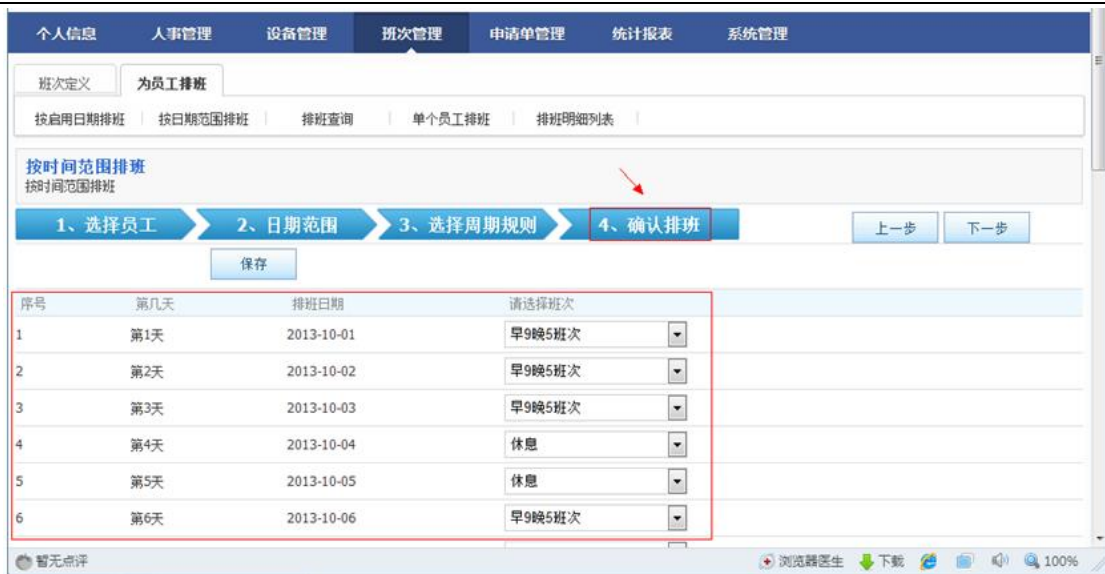 个人信息 人事管理 设备管理 班次管理 申请单管理 统计报表 系统管理
班次定义 为员工排班
按启用日期排班 按日期范围排班 排班查询 单个员工排班 排班明细列表
按时间范围排班
按时间范围排班
1、选择员工 2、日期范围 3、选择周期规则 4、确认排班 上一步 下一步
保存
序号 第几天 排班日期 请选择班次
1 第1天 2013-10-01 早9晚5班次
2 第2天 2013-10-02 早9晚5班次
3 第3天 2013-10-03 早9晚5班次
4 第4天 2013-10-04 休息
5 第5天 2013-10-05 休息
6 第6天 2013-10-06 早9晚5班次
暂无点评 浏览器医生 下载 100%